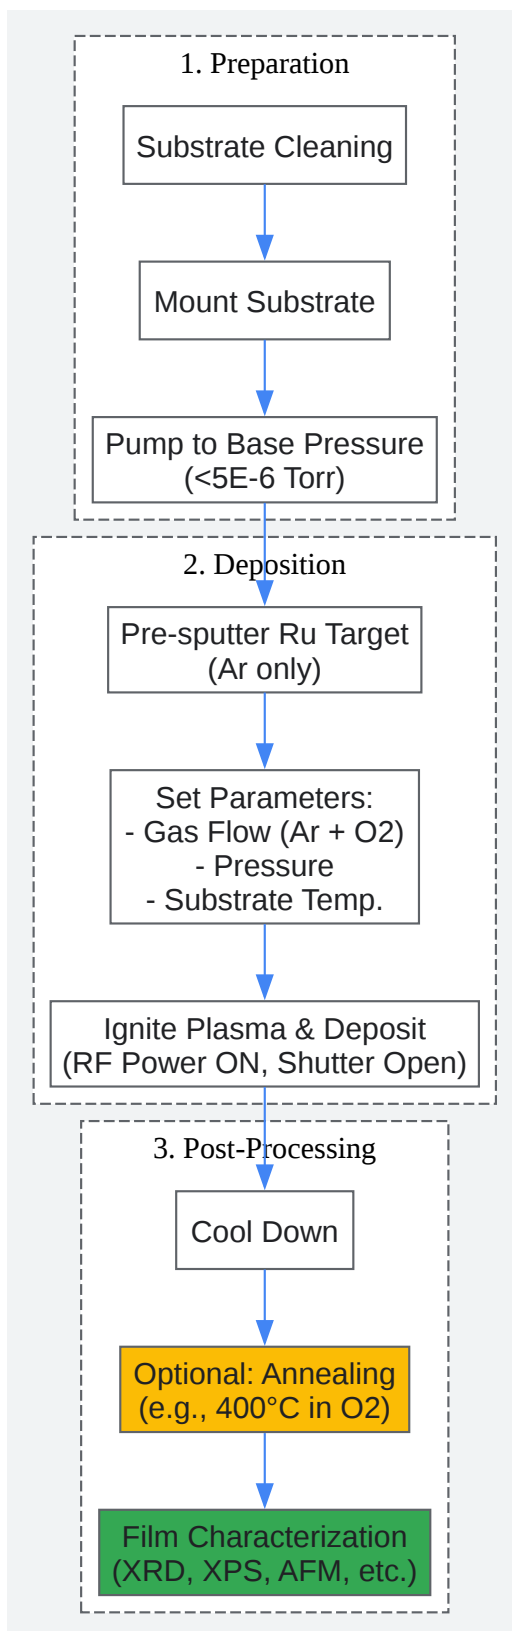 1. Preparation
Substrate Cleaning
Mount Substrate
Pump to Base Pressure
(<5E-6 Torr)
2. Deposition
Pre-sputter Ru Target
(Ar only)
Set Parameters:
- Gas Flow (Ar + O2)
- Pressure
- Substrate Temp.
Ignite Plasma & Deposit
(RF Power ON, Shutter Open)
3. Post-Processing
Cool Down
Optional: Annealing
(e.g., 400°C in O2)
Film Characterization
(XRD, XPS, AFM, etc.)